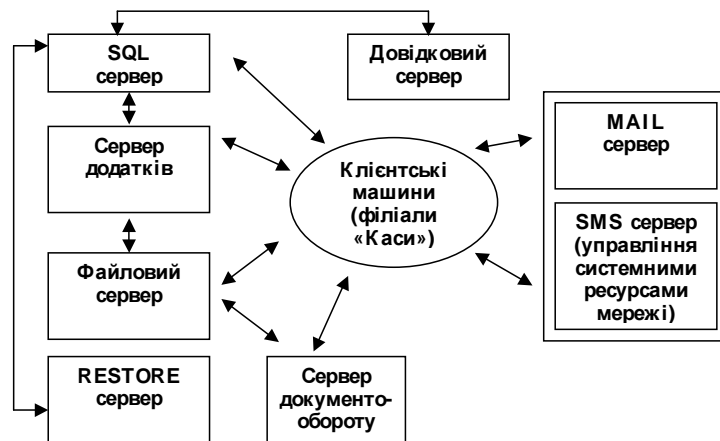 SQL
сервер
Довідковий
сервер
MAIL
сервер
Сервер
додатків
Клієнтські
машини
(філіали
«Каси»)
SMS сервер
(управління
системними
ресурсами
мережі)
Файловий
сервер
RESTORE
сервер
Сервер
документо-
обороту